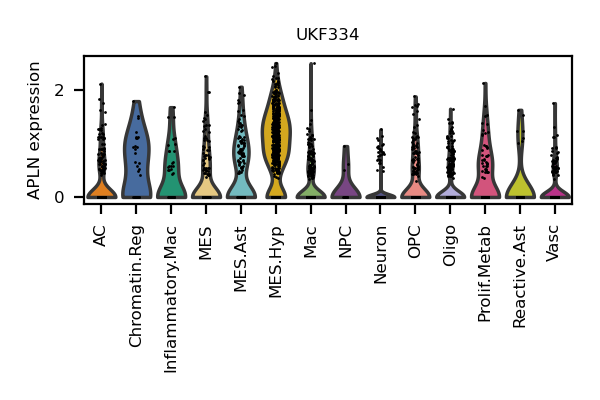 UKF334
APLN expression
2
0
AC
Chromatin.Reg
Inflammatory.Mac
MES
MES.Ast
MES.Hyp
Mac
NPC
Neuron
OPC
Oligo
Prolif.Metab
Reactive.Ast
Vasc